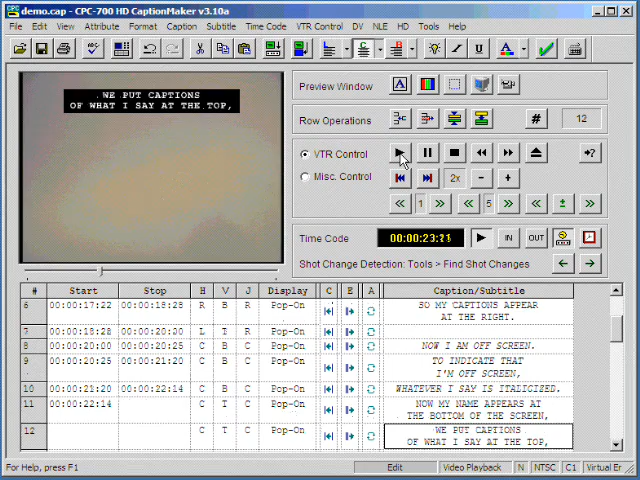 demo.cap - CPC-700 HD CaptionMaker v3.10a
File Edit View Attribute Format Caption Subtitle Time Code VTR Control DV NLE HD Tools Help
WE PUT CAPTIONS
OF WHAT I SAY AT THE TOP,
Preview Window
Row Operations # 12
VTR Control
Misc. Control 2x - +
1 5 ±
Time Code 00:00:23:21 IN OUT
Shot Change Detection: Tools > Find Shot Changes
# Start Stop H V J Display C E A Caption/Subtitle
6 00:00:17:22 00:00:18:28 R B R Pop-On SO MY CAPTIONS APPEAR
AT THE RIGHT.
7 00:00:18:28 00:00:20:00 L T R Pop-On
8 00:00:20:00 00:00:20:25 C B C Pop-On NOW I AM OFF SCREEN.
9 00:00:20:25 00:00:21:20 C B C Pop-On TO INDICATE THAT
I'M OFF SCREEN,
10 00:00:21:20 00:00:22:14 C B C Pop-On WHATEVER I SAY IS ITALICIZED.
11 00:00:22:14 C T C Pop-On NOW MY NAME APPEARS AT
THE BOTTOM OF THE SCREEN,
12 C T C Pop-On WE PUT CAPTIONS
OF WHAT I SAY AT THE TOP,
For Help, press F1 Edit Video Playback N NTSC C1 Virtual Er